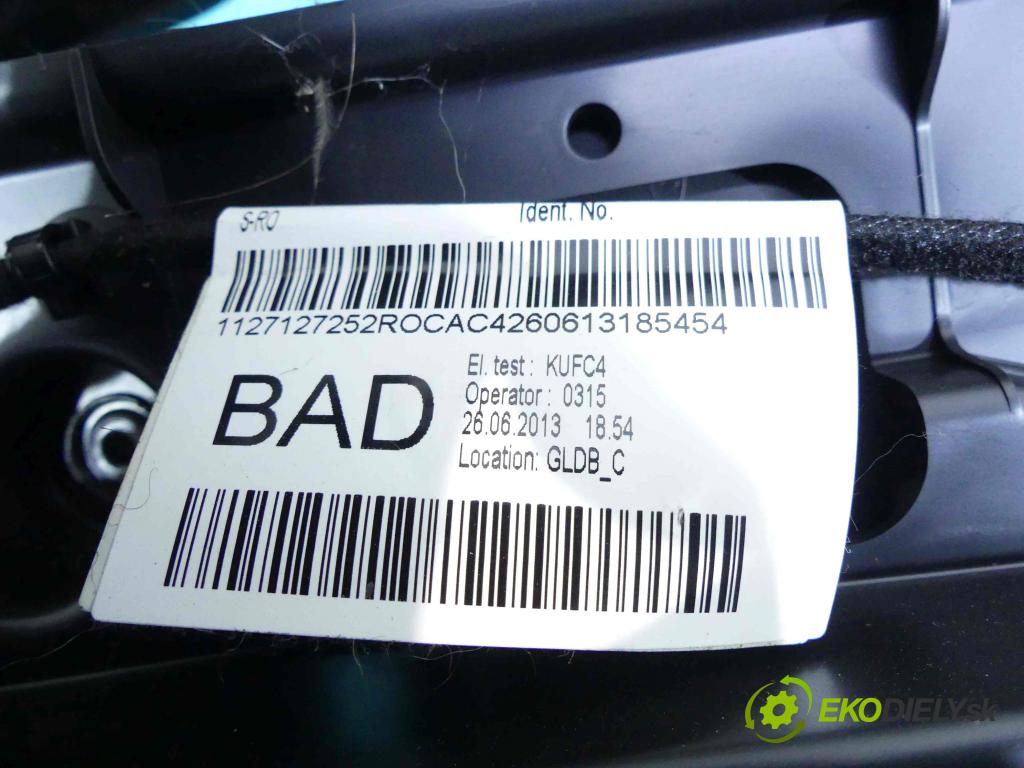 S-RO
Ident. No.
1127127252ROCAC4260613185454
BAD
El. test : KUFC4
Operator : 0315
26.06.2013 18.54
Location: GLDB_C
EKODIELY.sk